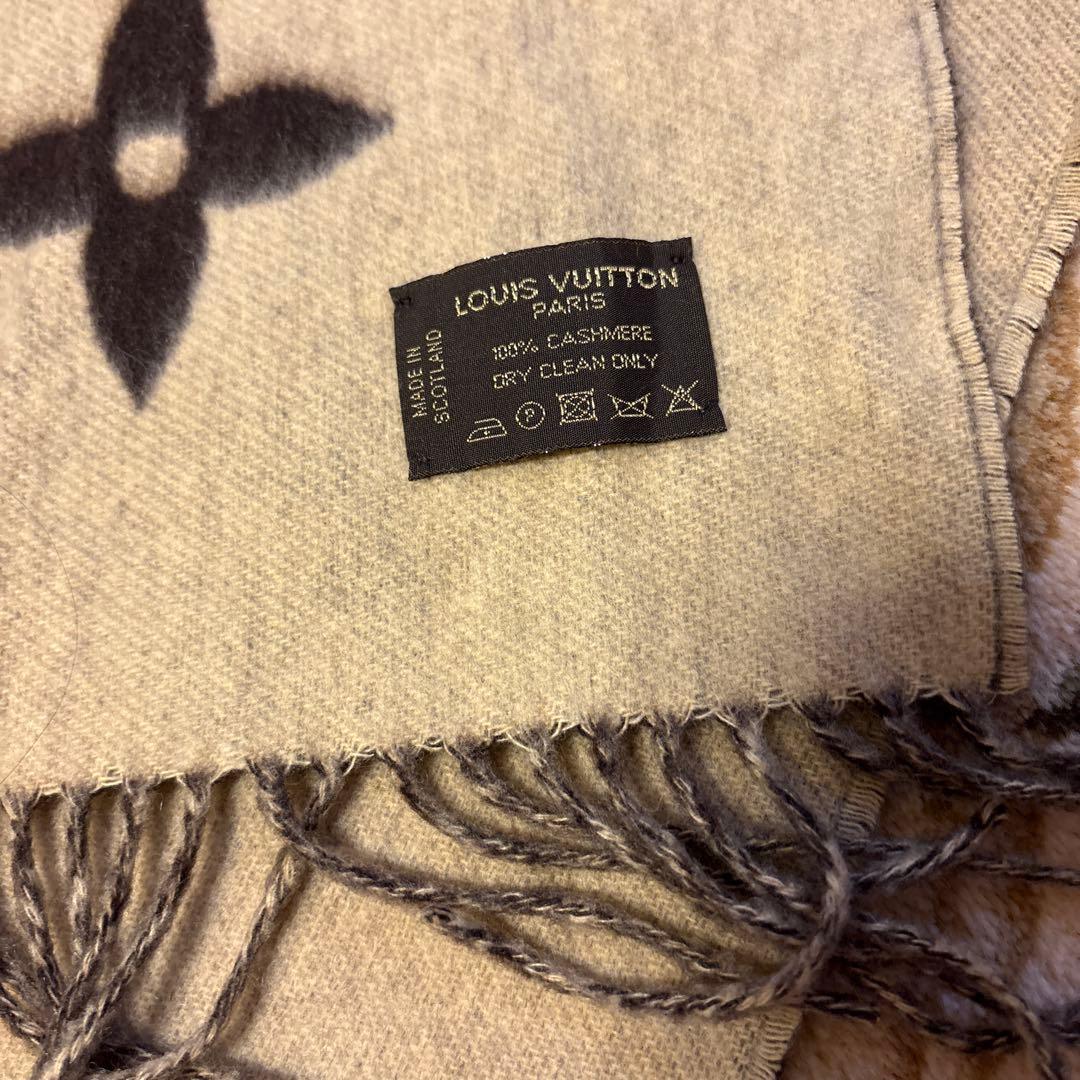 LOUIS VUITTON
PARIS
100% CASHMERE
DRY CLEAN ONLY
MADE IN
SCOTLAND
P